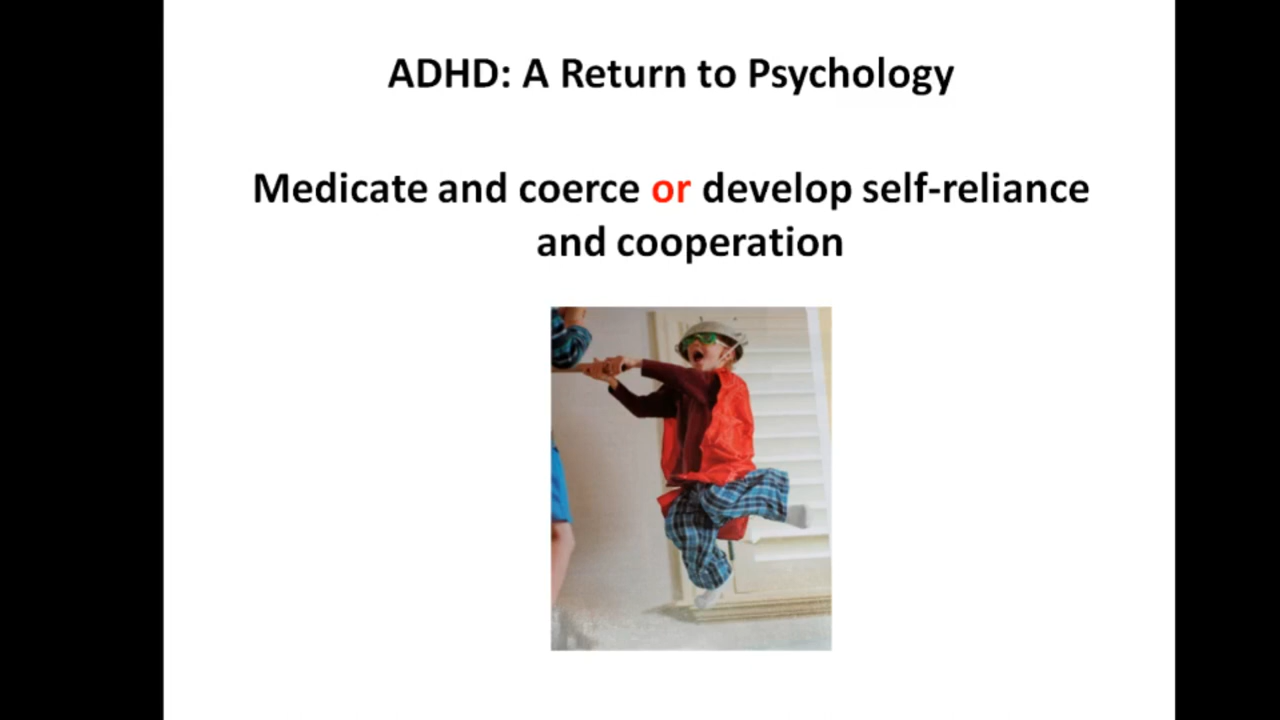 ADHD: A Return to Psychology
Medicate and coerce or develop self-reliance
and cooperation